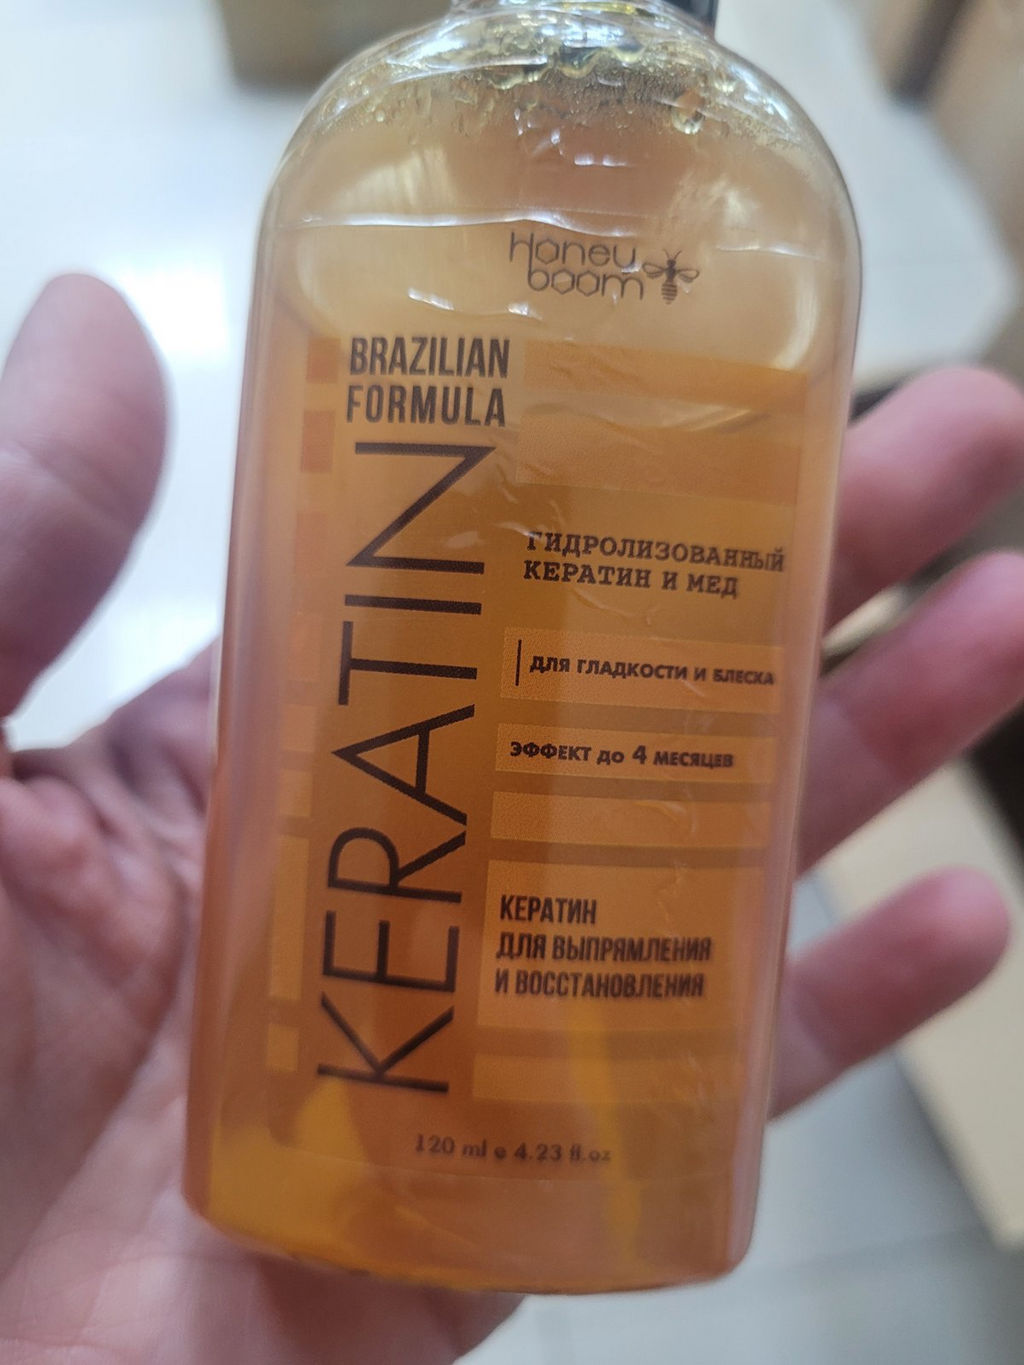 Honey
boom
BRAZILIAN
FORMULA
KERATIN
ГИДРОЛИЗОВАННЫЙ
КЕРАТИН И МЕД
ДЛЯ ГЛАДКОСТИ И БЛЕСКА
ЭФФЕКТ до 4 МЕСЯЦЕВ
КЕРАТИН
ДЛЯ ВЫПРЯМЛЕНИЯ
И ВОССТАНОВЛЕНИЯ
120 ml e 4.23 fl.oz